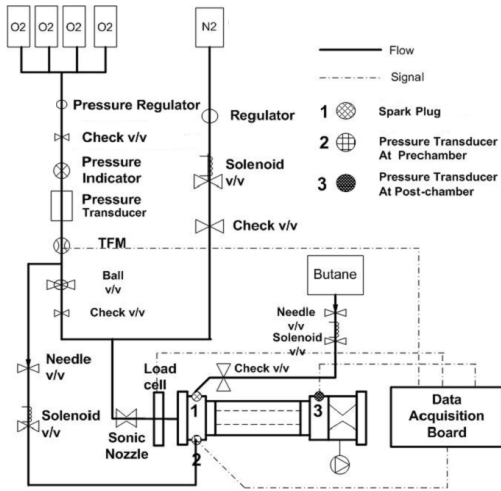 O2 O2 O2 O2
N2
Flow
Signal
Pressure Regulator
Regulator
1 Spark Plug
Check v/v
2 Pressure Transducer
At Prechamber
Pressure
Indicator
Solenoid
v/v
3 Pressure Transducer
At Post-chamber
Pressure
Transducer
Check v/v
TFM
Butane
Ball
v/v
Check v/v
Needle
v/v
Solenoid
v/v
Needle
v/v
Load
cell
Check v/v
1
3
Data
Acquisition
Board
Solenoid
v/v
Sonic
Nozzle
2